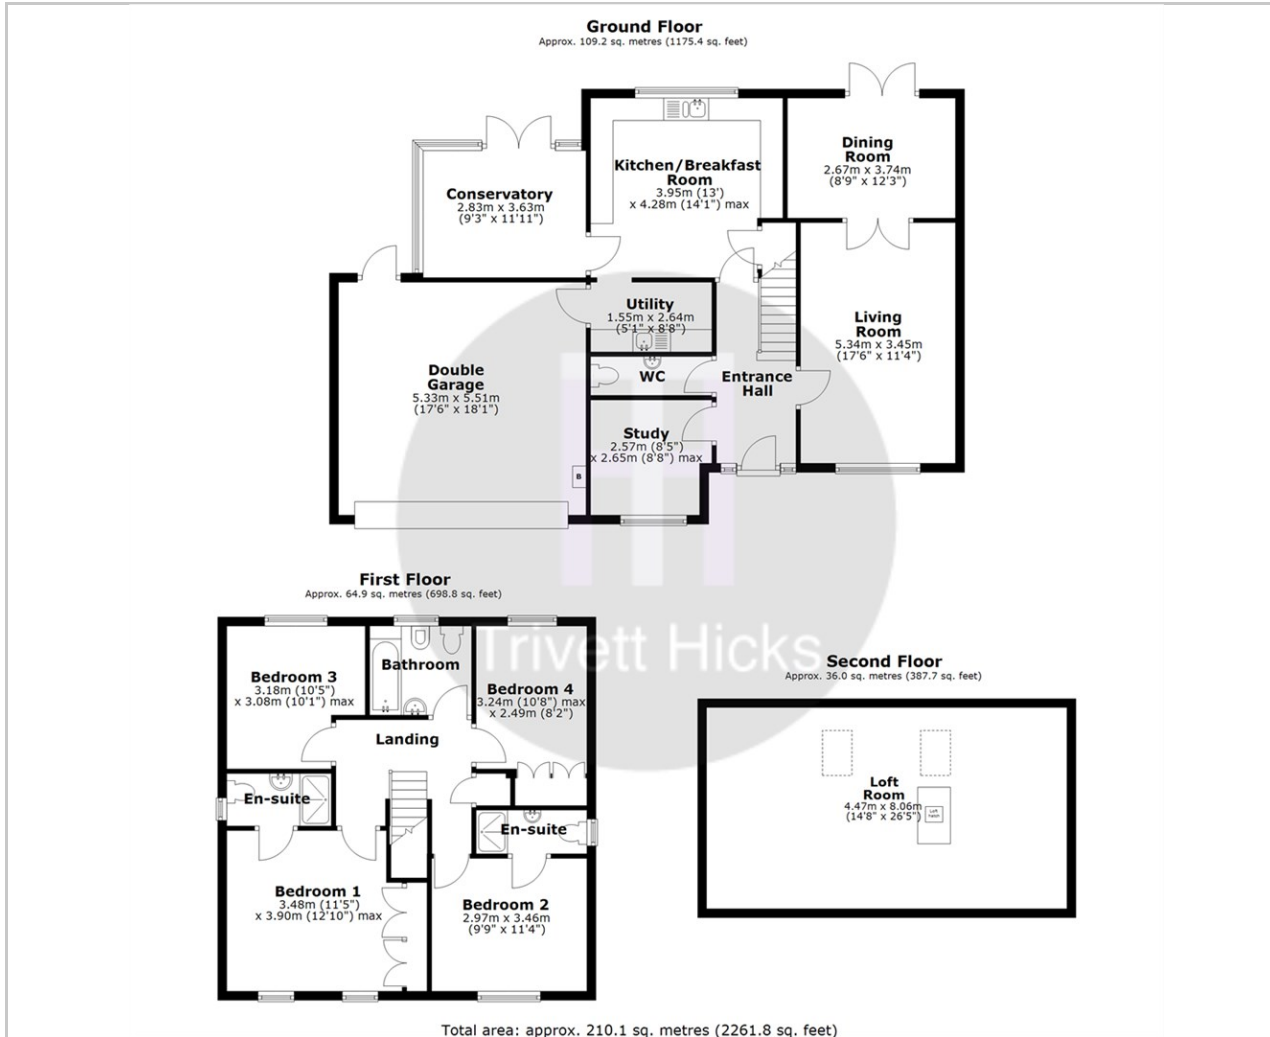 Ground Floor
Approx. 109.2 sq. metres (1175.4 sq. feet)
Dining
Room
2.67m x 3.74m
(8'9" x 12'3")
Kitchen/Breakfast
Room
3.95m (13')
x 4.28m (14'1") max
Conservatory
2.83m x 3.63m
(9'3" x 11'11")
Utility
1.55m x 2.64m
(5'1" x 8'8")
Living
Room
5.34m x 3.45m
(17'6" x 11'4")
Double
Garage
5.33m x 5.51m
(17'6" x 18'1")
WC
Entrance
Hall
Study
2.57m (8'5")
x 2.65m (8'8") max
B
First Floor
Approx. 64.9 sq. metres (698.8 sq. feet)
Trivett Hicks
Bedroom 3
3.18m (10'5")
x 3.08m (10'1") max
Bathroom
Bedroom 4
3.24m (10'8") max
x 2.49m (8'2")
Landing
En-suite
En-suite
Bedroom 1
3.48m (11'5")
x 3.90m (12'10") max
Bedroom 2
2.97m x 3.46m
(9'9" x 11'4")
Second Floor
Approx. 36.0 sq. metres (387.7 sq. feet)
Loft
Room
4.47m x 8.06m
(14'8" x 26'5")
Loft
hatch
Total area: approx. 210.1 sq. metres (2261.8 sq. feet)